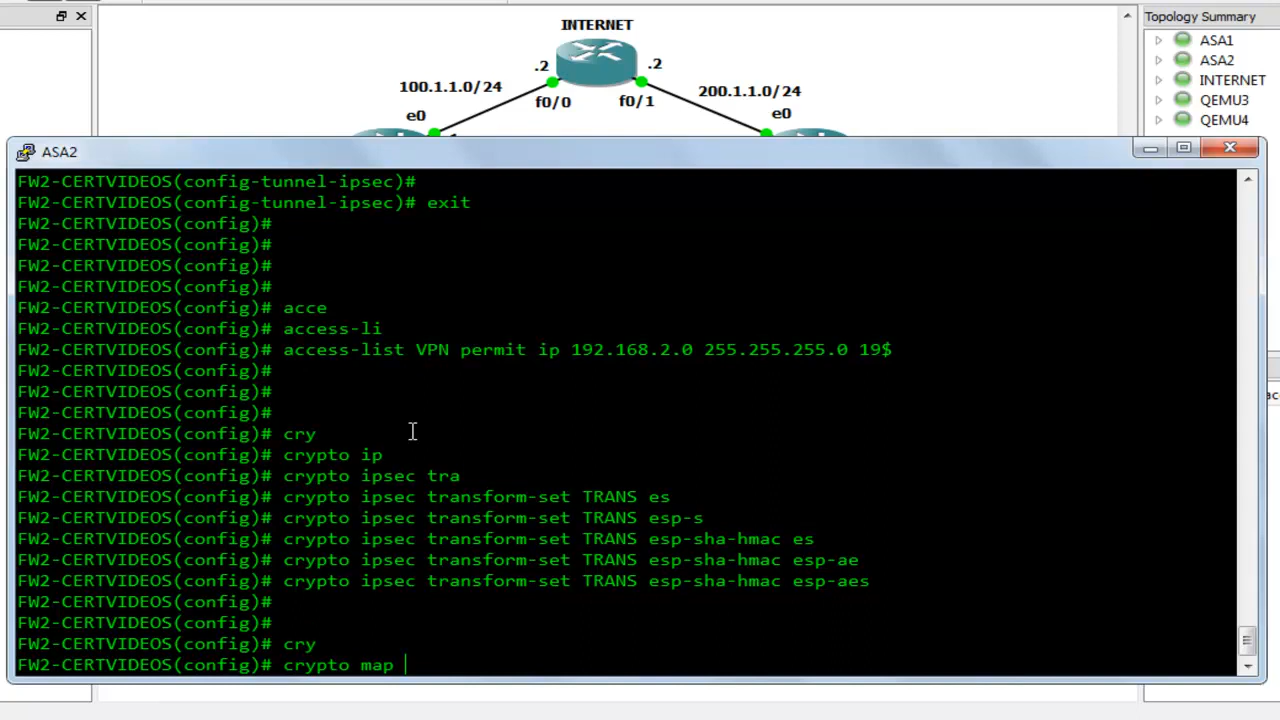 INTERNET
Topology Summary
ASA1
ASA2
INTERNET
QEMU3
QEMU4
.2
.2
100.1.1.0/24
200.1.1.0/24
f0/0
f0/1
e0
e0
ASA2
FW2-CERTVIDEOS(config-tunnel-ipsec)#
FW2-CERTVIDEOS(config-tunnel-ipsec)# exit
FW2-CERTVIDEOS(config)#
FW2-CERTVIDEOS(config)#
FW2-CERTVIDEOS(config)#
FW2-CERTVIDEOS(config)#
FW2-CERTVIDEOS(config)# acce
FW2-CERTVIDEOS(config)# access-li
FW2-CERTVIDEOS(config)# access-list VPN permit ip 192.168.2.0 255.255.255.0 19$
FW2-CERTVIDEOS(config)#
FW2-CERTVIDEOS(config)#
FW2-CERTVIDEOS(config)#
FW2-CERTVIDEOS(config)# cry
FW2-CERTVIDEOS(config)# crypto ip
FW2-CERTVIDEOS(config)# crypto ipsec tra
FW2-CERTVIDEOS(config)# crypto ipsec transform-set TRANS es
FW2-CERTVIDEOS(config)# crypto ipsec transform-set TRANS esp-s
FW2-CERTVIDEOS(config)# crypto ipsec transform-set TRANS esp-sha-hmac es
FW2-CERTVIDEOS(config)# crypto ipsec transform-set TRANS esp-sha-hmac esp-ae
FW2-CERTVIDEOS(config)# crypto ipsec transform-set TRANS esp-sha-hmac esp-aes
FW2-CERTVIDEOS(config)#
FW2-CERTVIDEOS(config)#
FW2-CERTVIDEOS(config)# cry
FW2-CERTVIDEOS(config)# crypto map